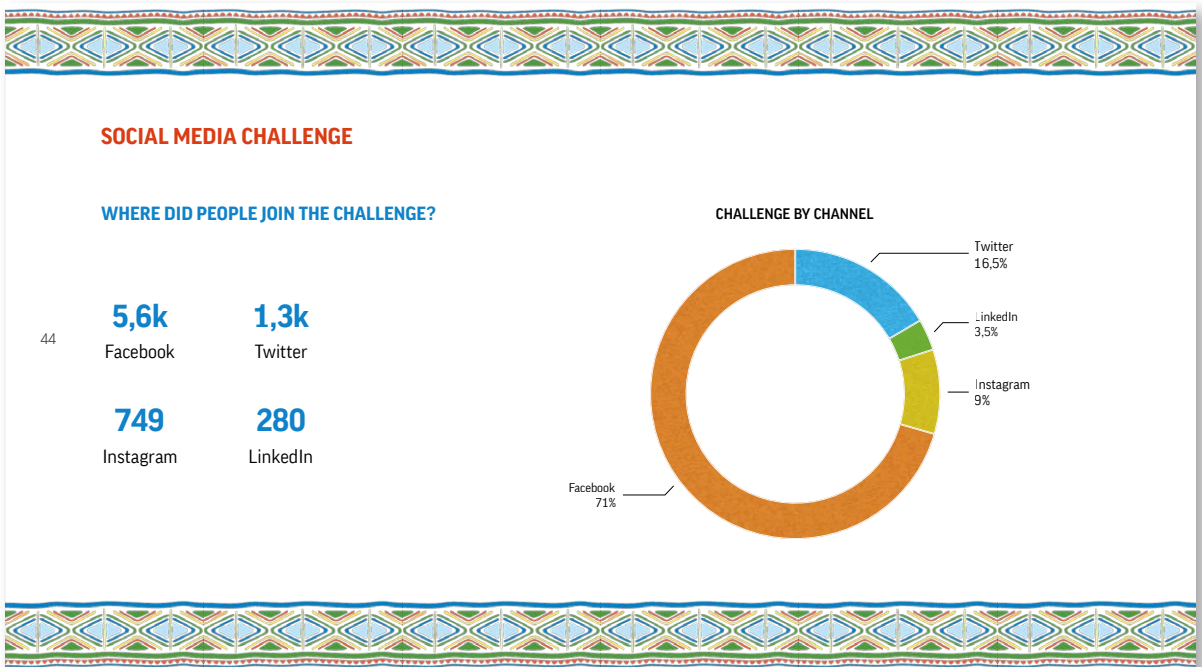 SOCIAL MEDIA CHALLENGE
WHERE DID PEOPLE JOIN THE CHALLENGE?
5,6k
Facebook
1,3k
Twitter
749
Instagram
280
LinkedIn
44
CHALLENGE BY CHANNEL
Twitter
16,5%
LinkedIn
3,5%
Instagram
9%
Facebook
71%